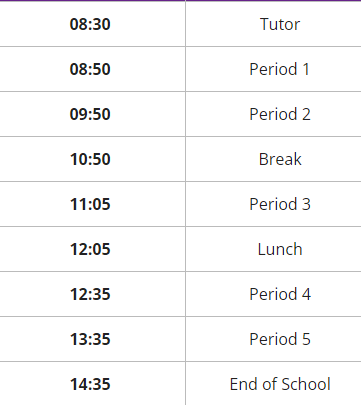 08:30 Tutor
08:50 Period 1
09:50 Period 2
10:50 Break
11:05 Period 3
12:05 Lunch
12:35 Period 4
13:35 Period 5
14:35 End of School